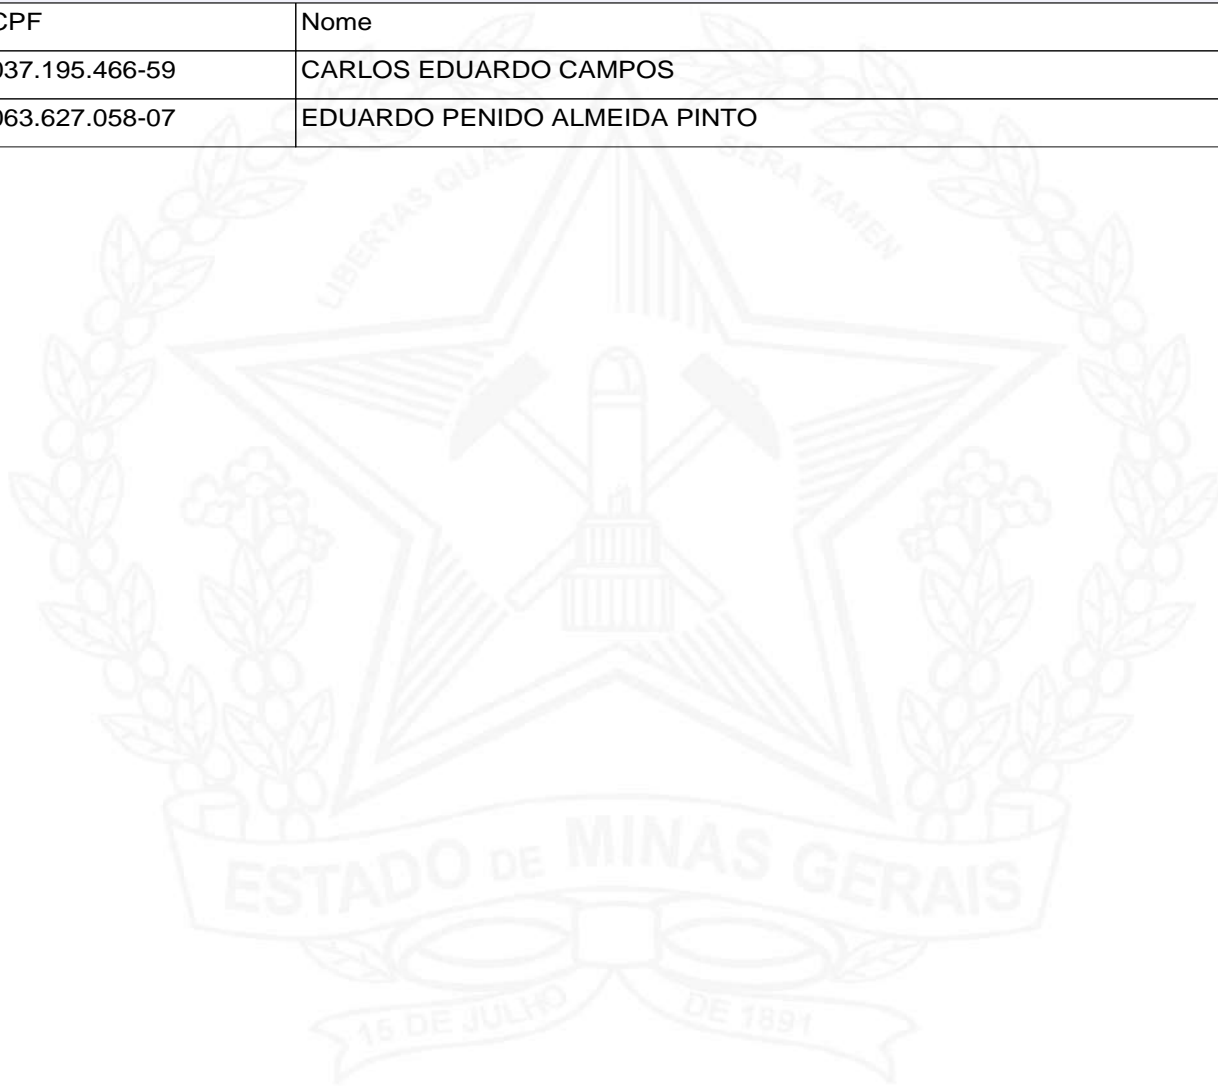 CPF Nome
037.195.466-59 CARLOS EDUARDO CAMPOS
063.627.058-07 EDUARDO PENIDO ALMEIDA PINTO
LIBERTAS QUAE SERA TAMEN
ESTADO DE MINAS GERAIS
15 DE JULHO DE 1891